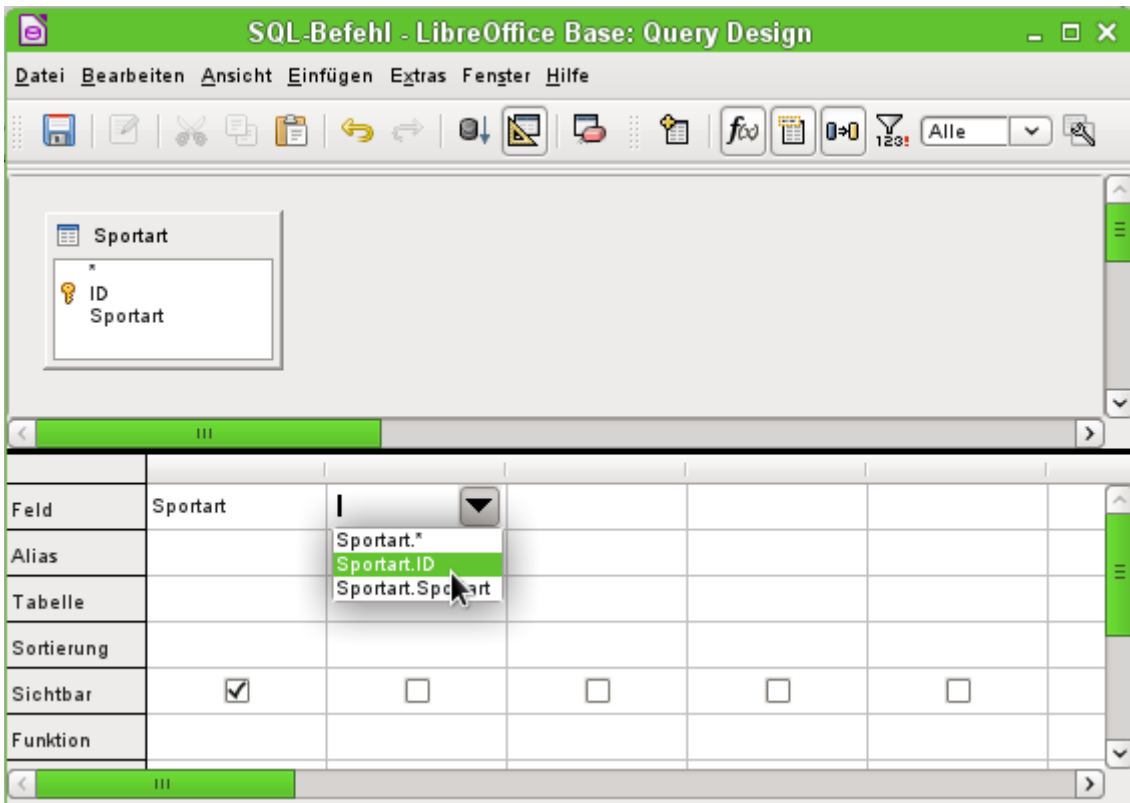 SQL-Befehl - LibreOffice Base: Query Design
Datei Bearbeiten Ansicht Einfügen Extras Fenster Hilfe
f(x) 123! Alle
Sportart
*
ID
Sportart
Feld Sportart
Sportart.*
Alias
Sportart.ID
Sportart.Sportart
Tabelle
Sortierung
Sichtbar
Funktion